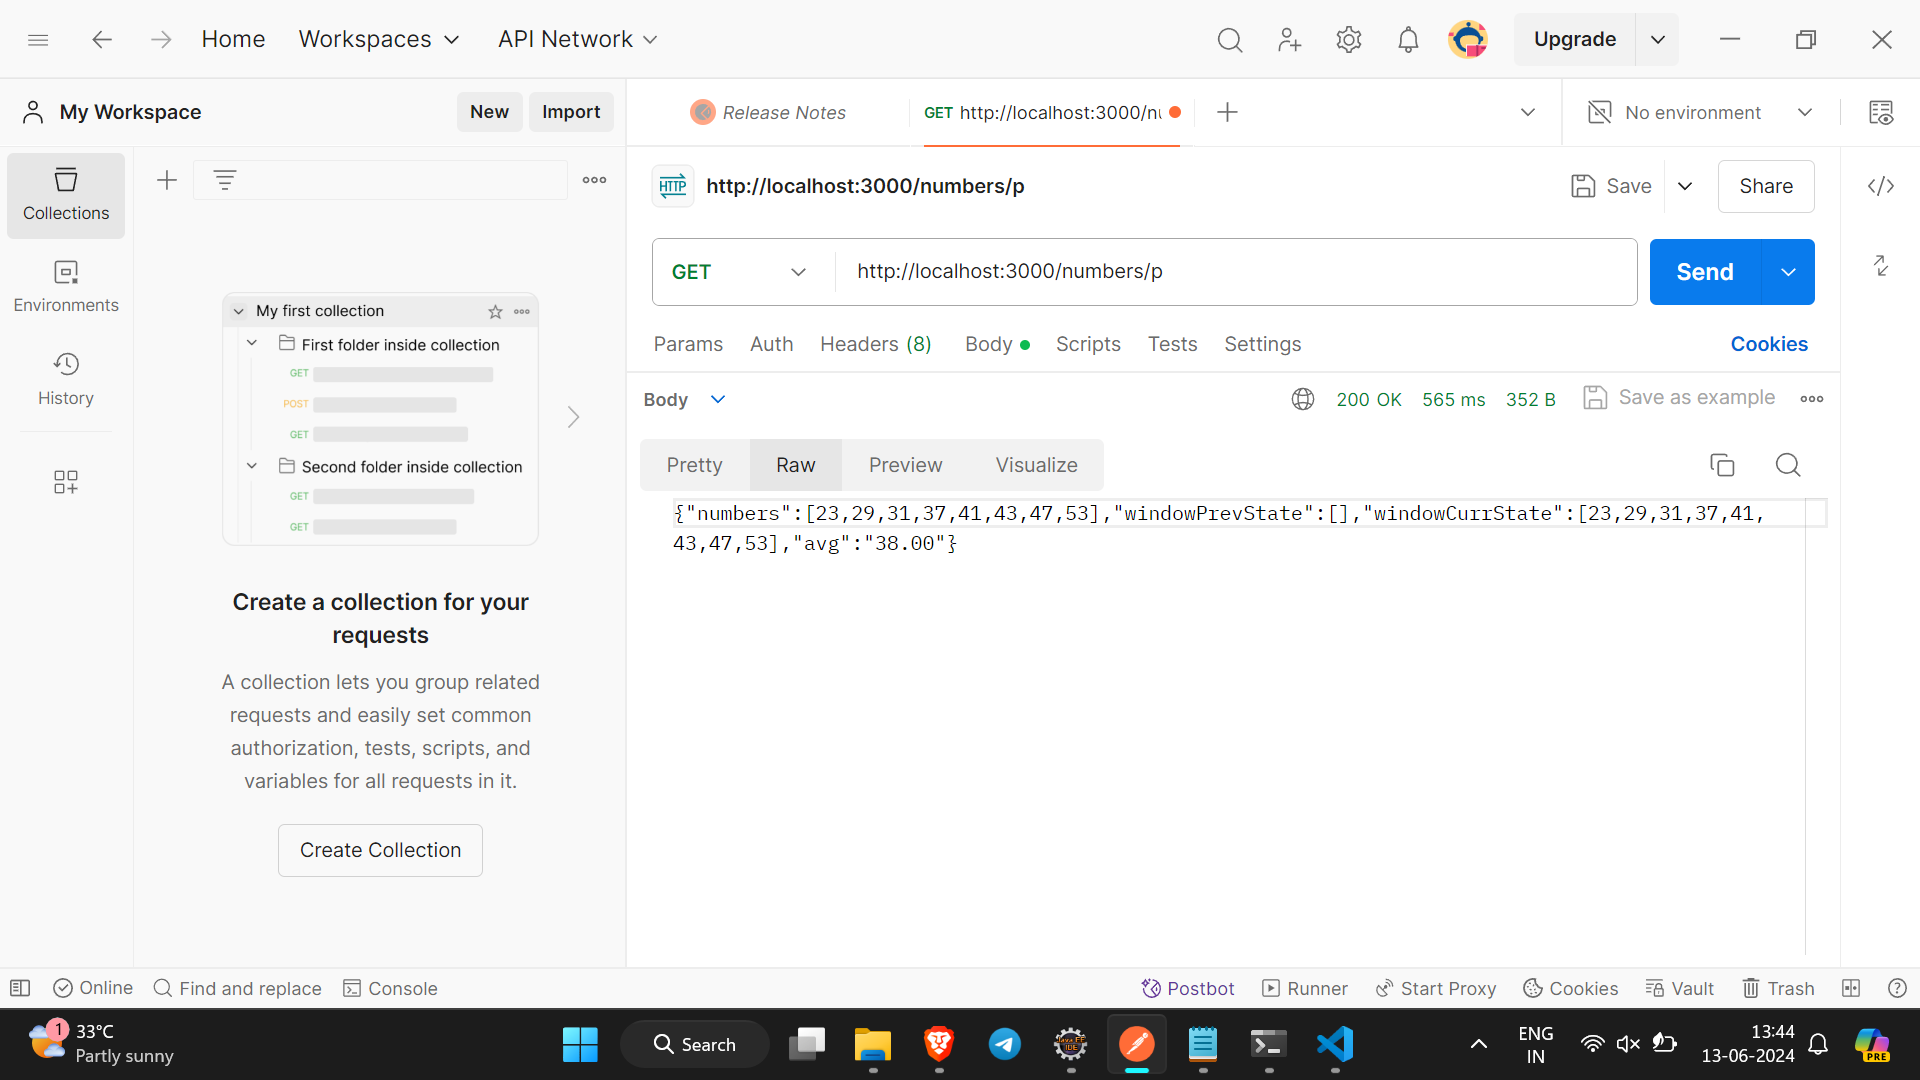 Home
Workspaces
API Network
Upgrade
My Workspace
New
Import
Release Notes
GET http://localhost:3000/nu
No environment
Collections
Environments
History
My first collection
First folder inside collection
GET
POST
GET
Second folder inside collection
GET
GET
Create a collection for your
requests
A collection lets you group related
requests and easily set common
authorization, tests, scripts, and
variables for all requests in it.
Create Collection
HTTP
http://localhost:3000/numbers/p
Save
Share
GET
http://localhost:3000/numbers/p
Send
Params
Auth
Headers (8)
Body
Scripts
Tests
Settings
Cookies
Body
200 OK
565 ms
352 B
Save as example
Pretty
Raw
Preview
Visualize
{"numbers":[23,29,31,37,41,43,47,53],"windowPrevState":[],"windowCurrState":[23,29,31,37,41,
43,47,53],"avg":"38.00"}
Online
Find and replace
Console
Postbot
Runner
Start Proxy
Cookies
Vault
Trash
1
33°C
Partly sunny
Search
Java EE
IDE
ENG
IN
13:44
13-06-2024
PRE